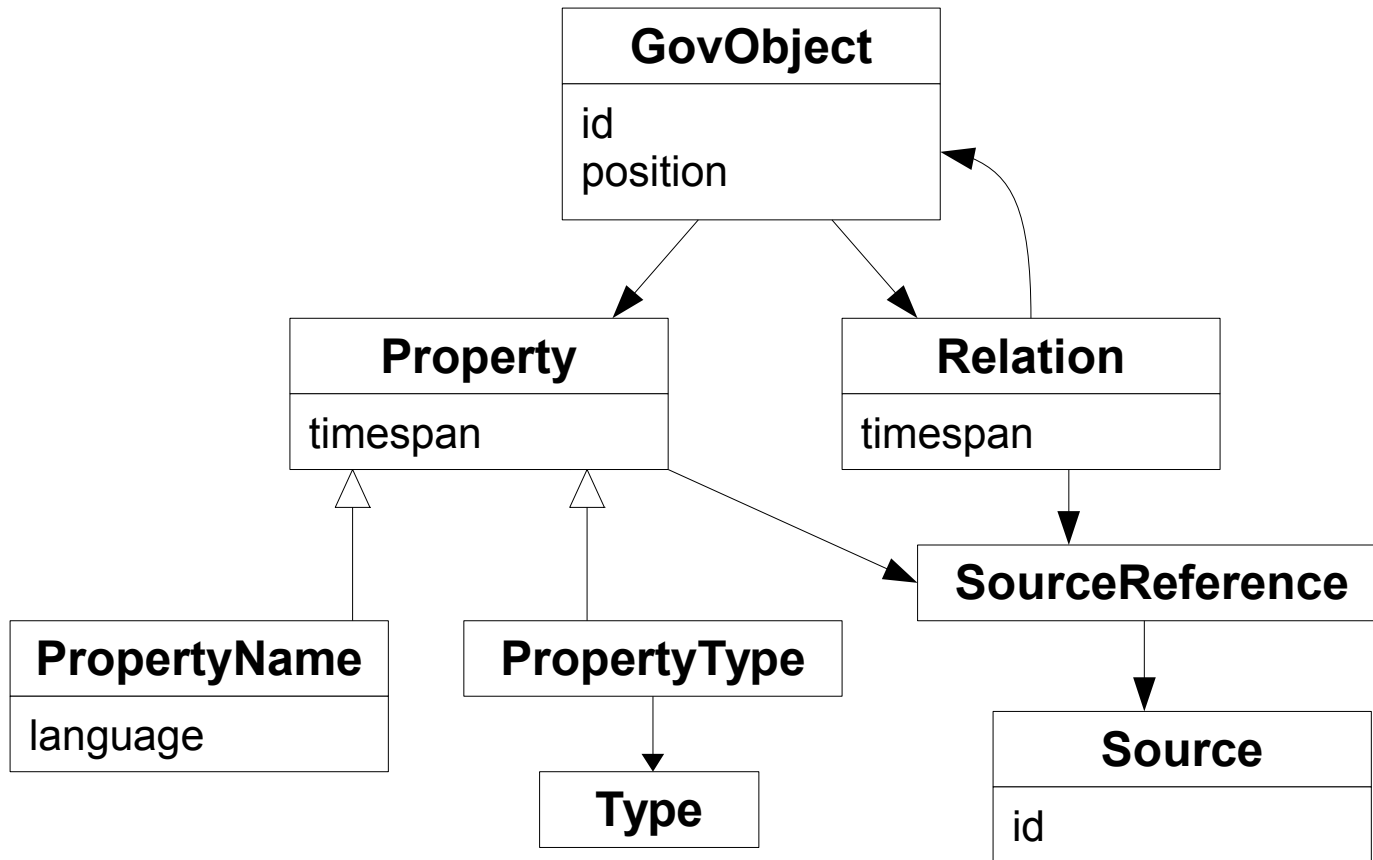 GovObject
id
position
Property
timespan
Relation
timespan
SourceReference
PropertyName
language
PropertyType
Source
id
Type